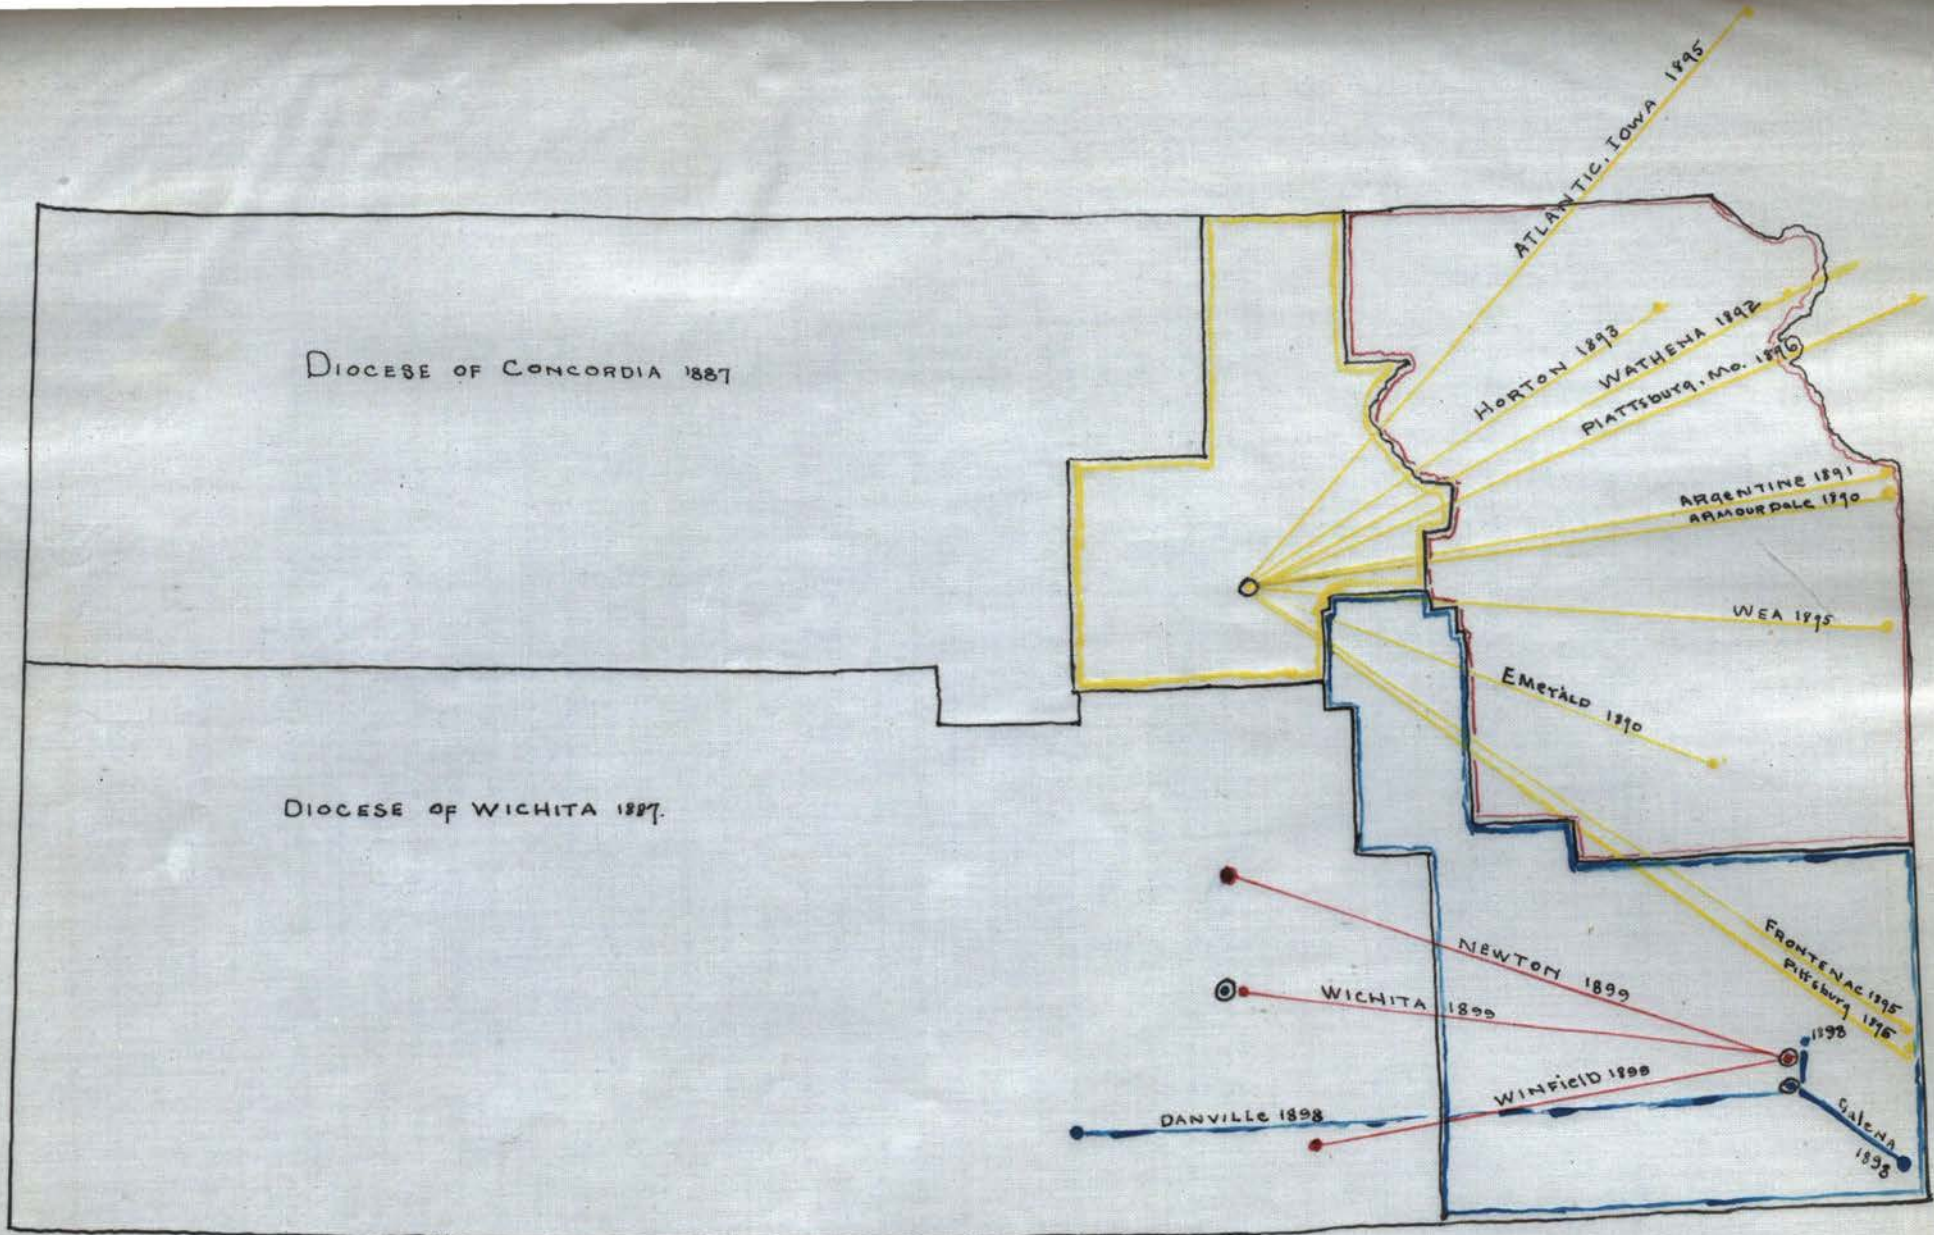 ATLANTIC, IOWA 1895
DIOCESE OF CONCORDIA 1887
HORTON 1893
WATHENA 1892
PlATTSbURg, MO. 1896
ARgENTINE 1891
ARMOURDALE 1890
WEA 1895
EMERALD 1890
DIOCESE OF WICHITA 1887.
FRONTENAC 1895
Pittsburg 1895
NEWTON 1899
WICHITA 1899
1898
WINFIELD 1899
DANVILLE 1898
Galena
1898